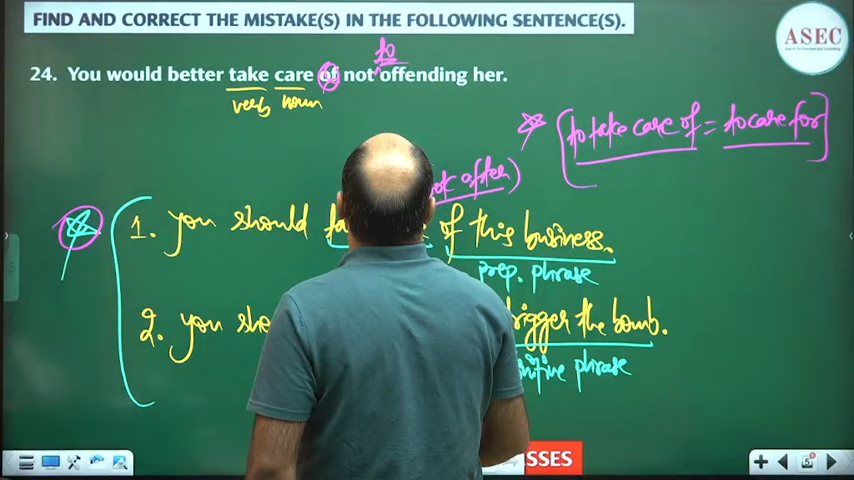 FIND AND CORRECT THE MISTAKE(S) IN THE FOLLOWING SENTENCE(S).
ASEC
to
24. You would better take care of not offending her.
verb noun
to take care of = to care for
after)
1. you should of this business.
prep. phrase
2. you trigger the bomb.
phrase
SSES